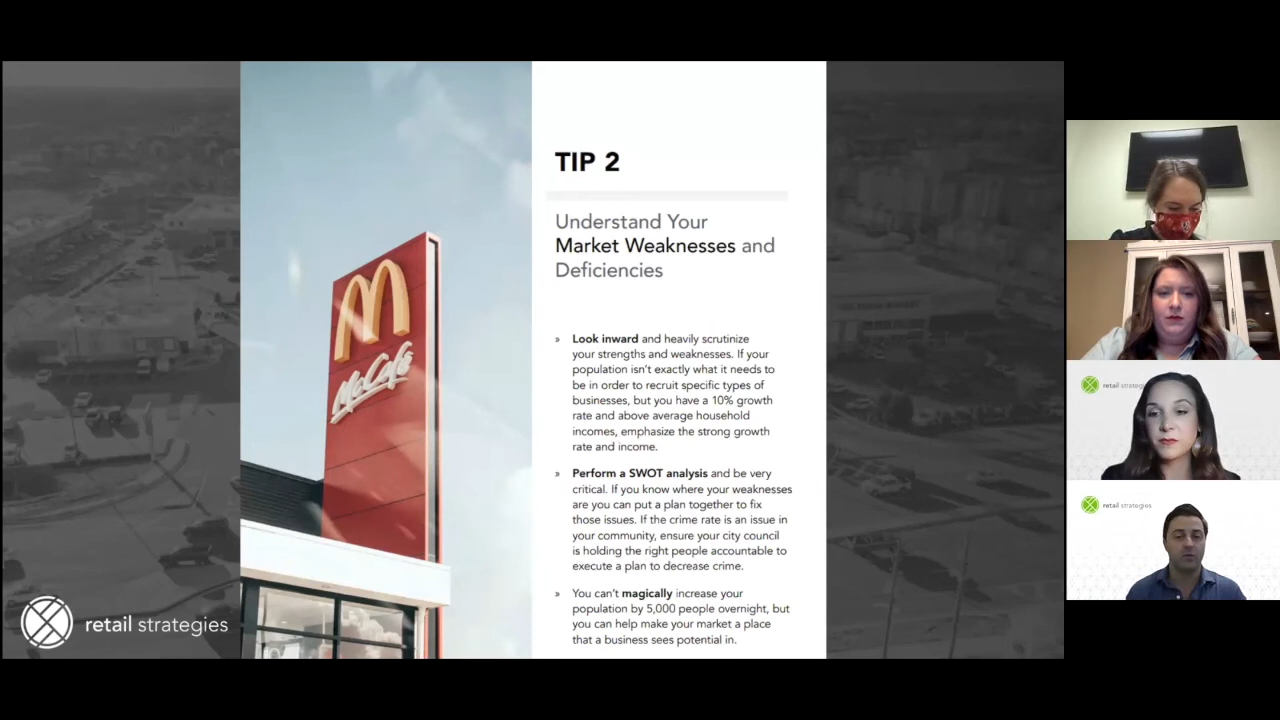 TIP 2
Understand Your
Market Weaknesses and
Deficiencies
» Look inward and heavily scrutinize
your strengths and weaknesses. If your
population isn't exactly what it needs to
be in order to recruit specific types of
businesses, but you have a 10% growth
rate and above average household
incomes, emphasize the strong growth
rate and income.
» Perform a SWOT analysis and be very
critical. If you know where your weaknesses
are you can put a plan together to fix
those issues. If the crime rate is an issue in
your community, ensure your city council
is holding the right people accountable to
execute a plan to decrease crime.
» You can't magically increase your
population by 5,000 people overnight, but
you can help make your market a place
that a business sees potential in.
McCafé
retail strategies
retail strateg
retail strategies